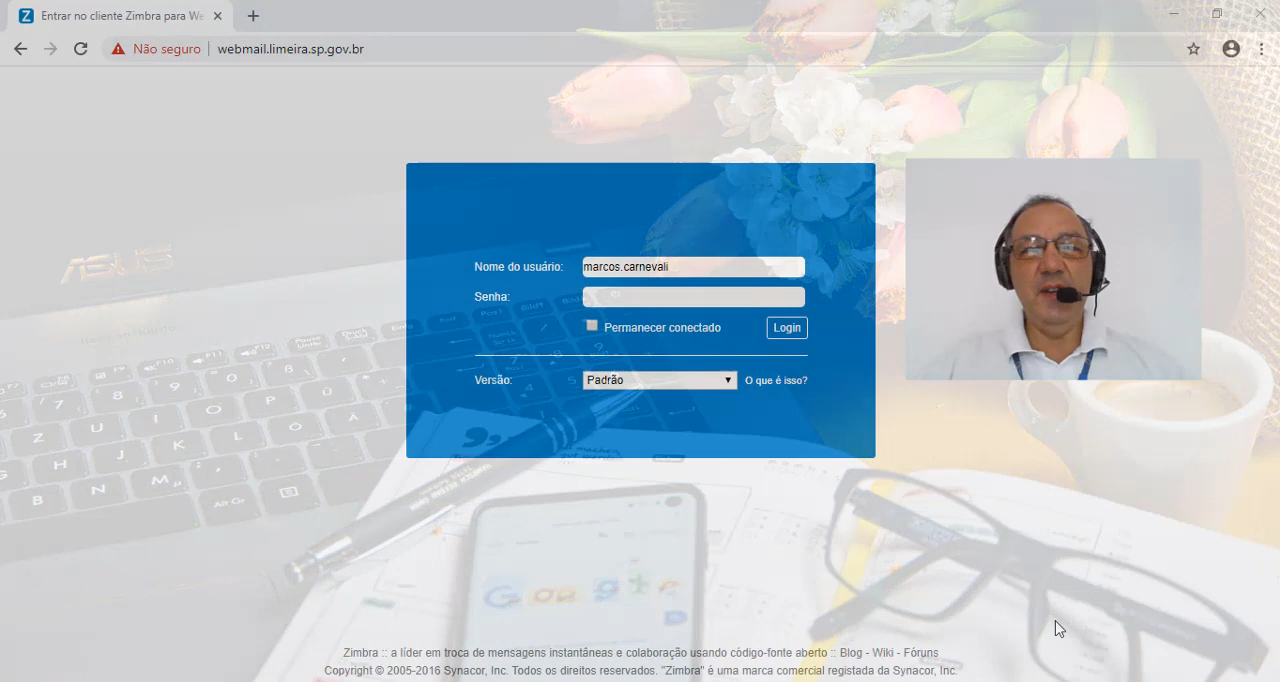 Z Entrar no cliente Zimbra para We
Não seguro | webmail.limeira.sp.gov.br
Nome do usuário: marcos.carnevali
Senha:
Permanecer conectado Login
Versão: Padrão O que é isso?
ASUS
Zimbra :: a líder em troca de mensagens instantâneas e colaboração usando código-fonte aberto :: Blog - Wiki - Fóruns
Copyright © 2005-2016 Synacor, Inc. Todos os direitos reservados. "Zimbra" é uma marca comercial registada da Synacor, Inc.